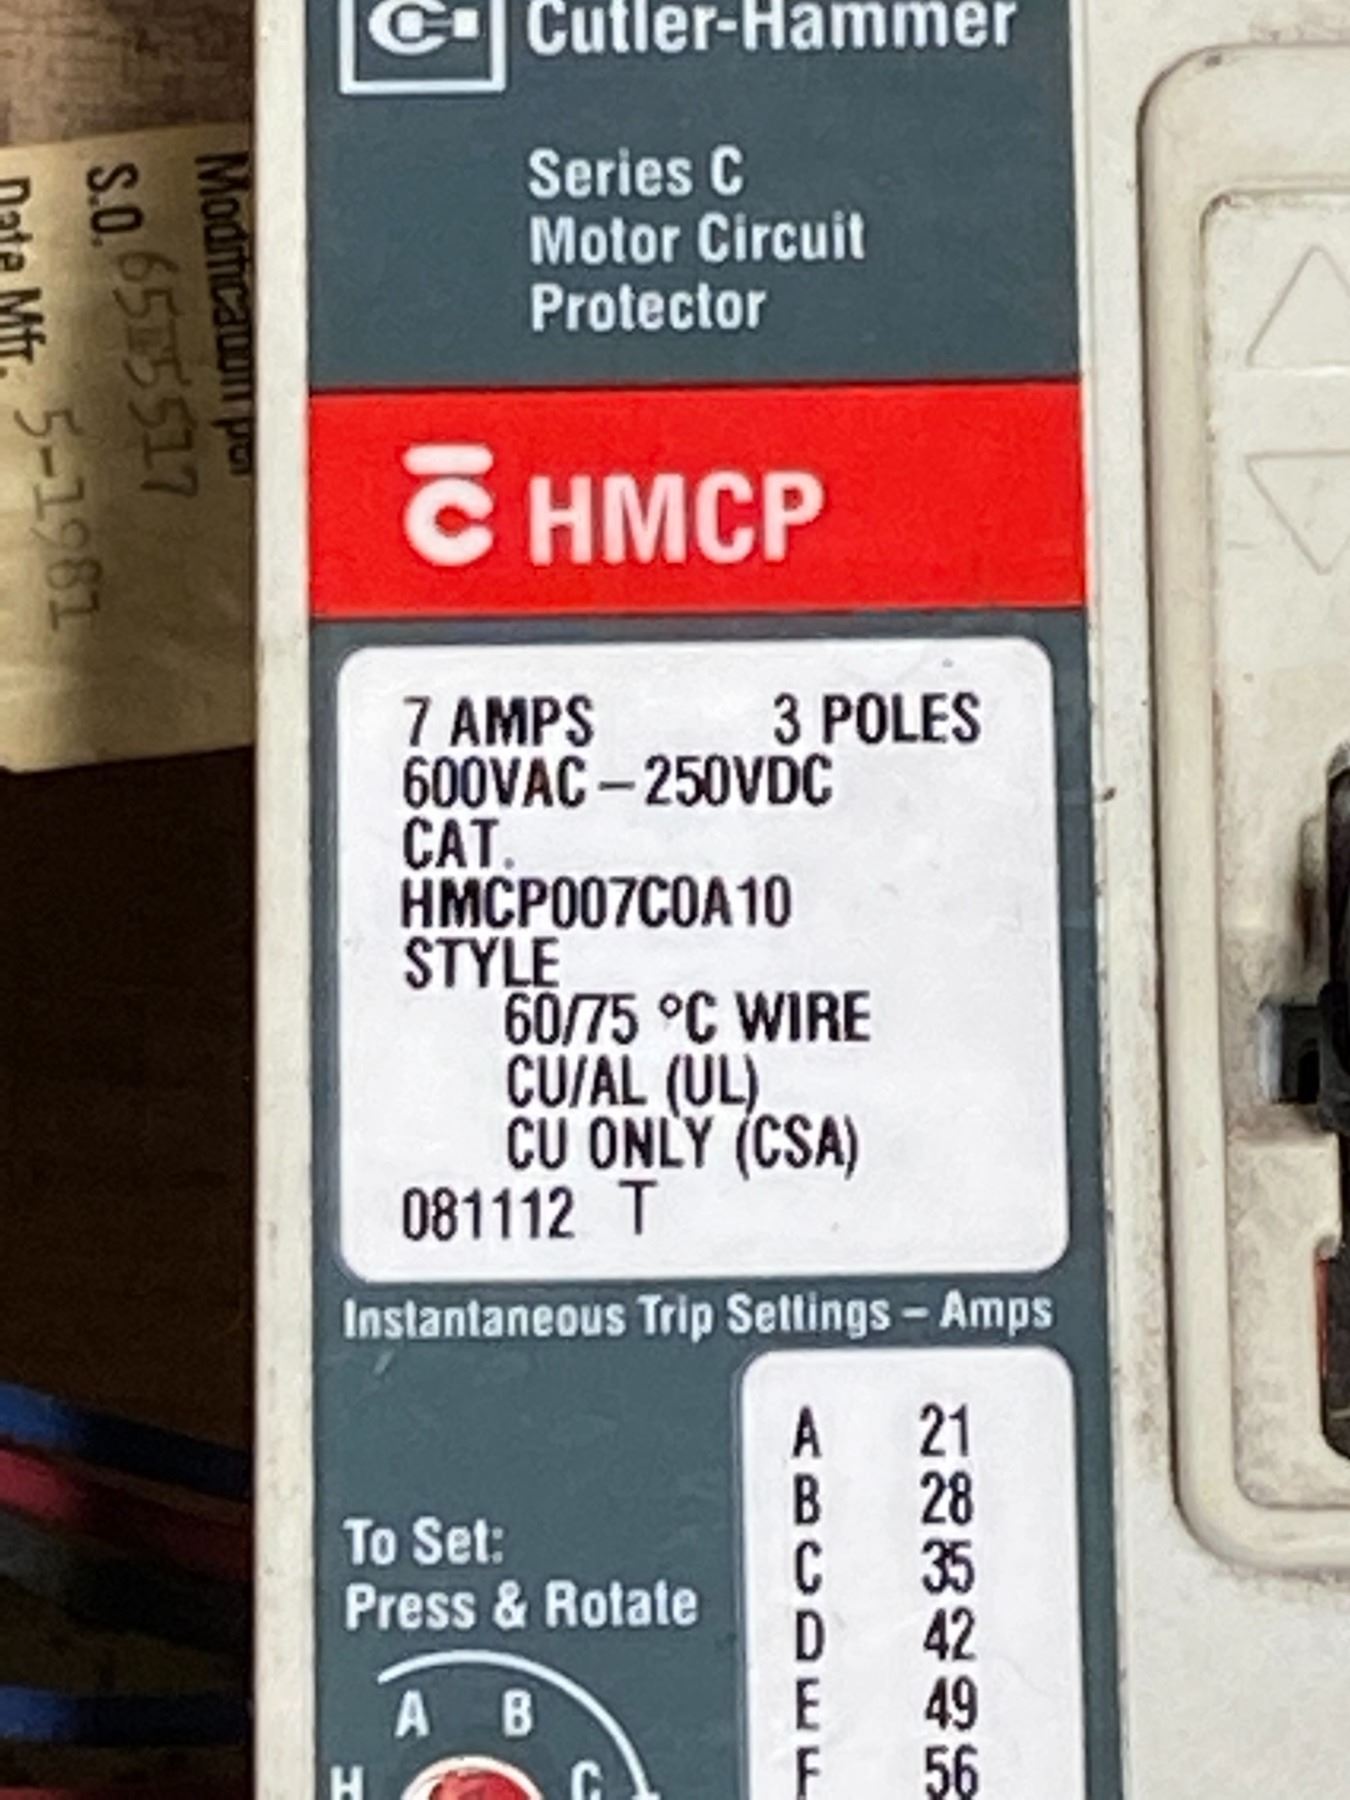 Cutler-Hammer
Series C
Motor Circuit
Protector
C HMCP
7 AMPS 3 POLES
600VAC – 250VDC
CAT.
HMCP007C0A10
STYLE
60/75 °C WIRE
CU/AL (UL)
CU ONLY (CSA)
081112 T
Instantaneous Trip Settings – Amps
A 21
B 28
C 35
D 42
E 49
F 56
To Set:
Press & Rotate
A B
H C
S.O.
Date Mfr. 5-1981